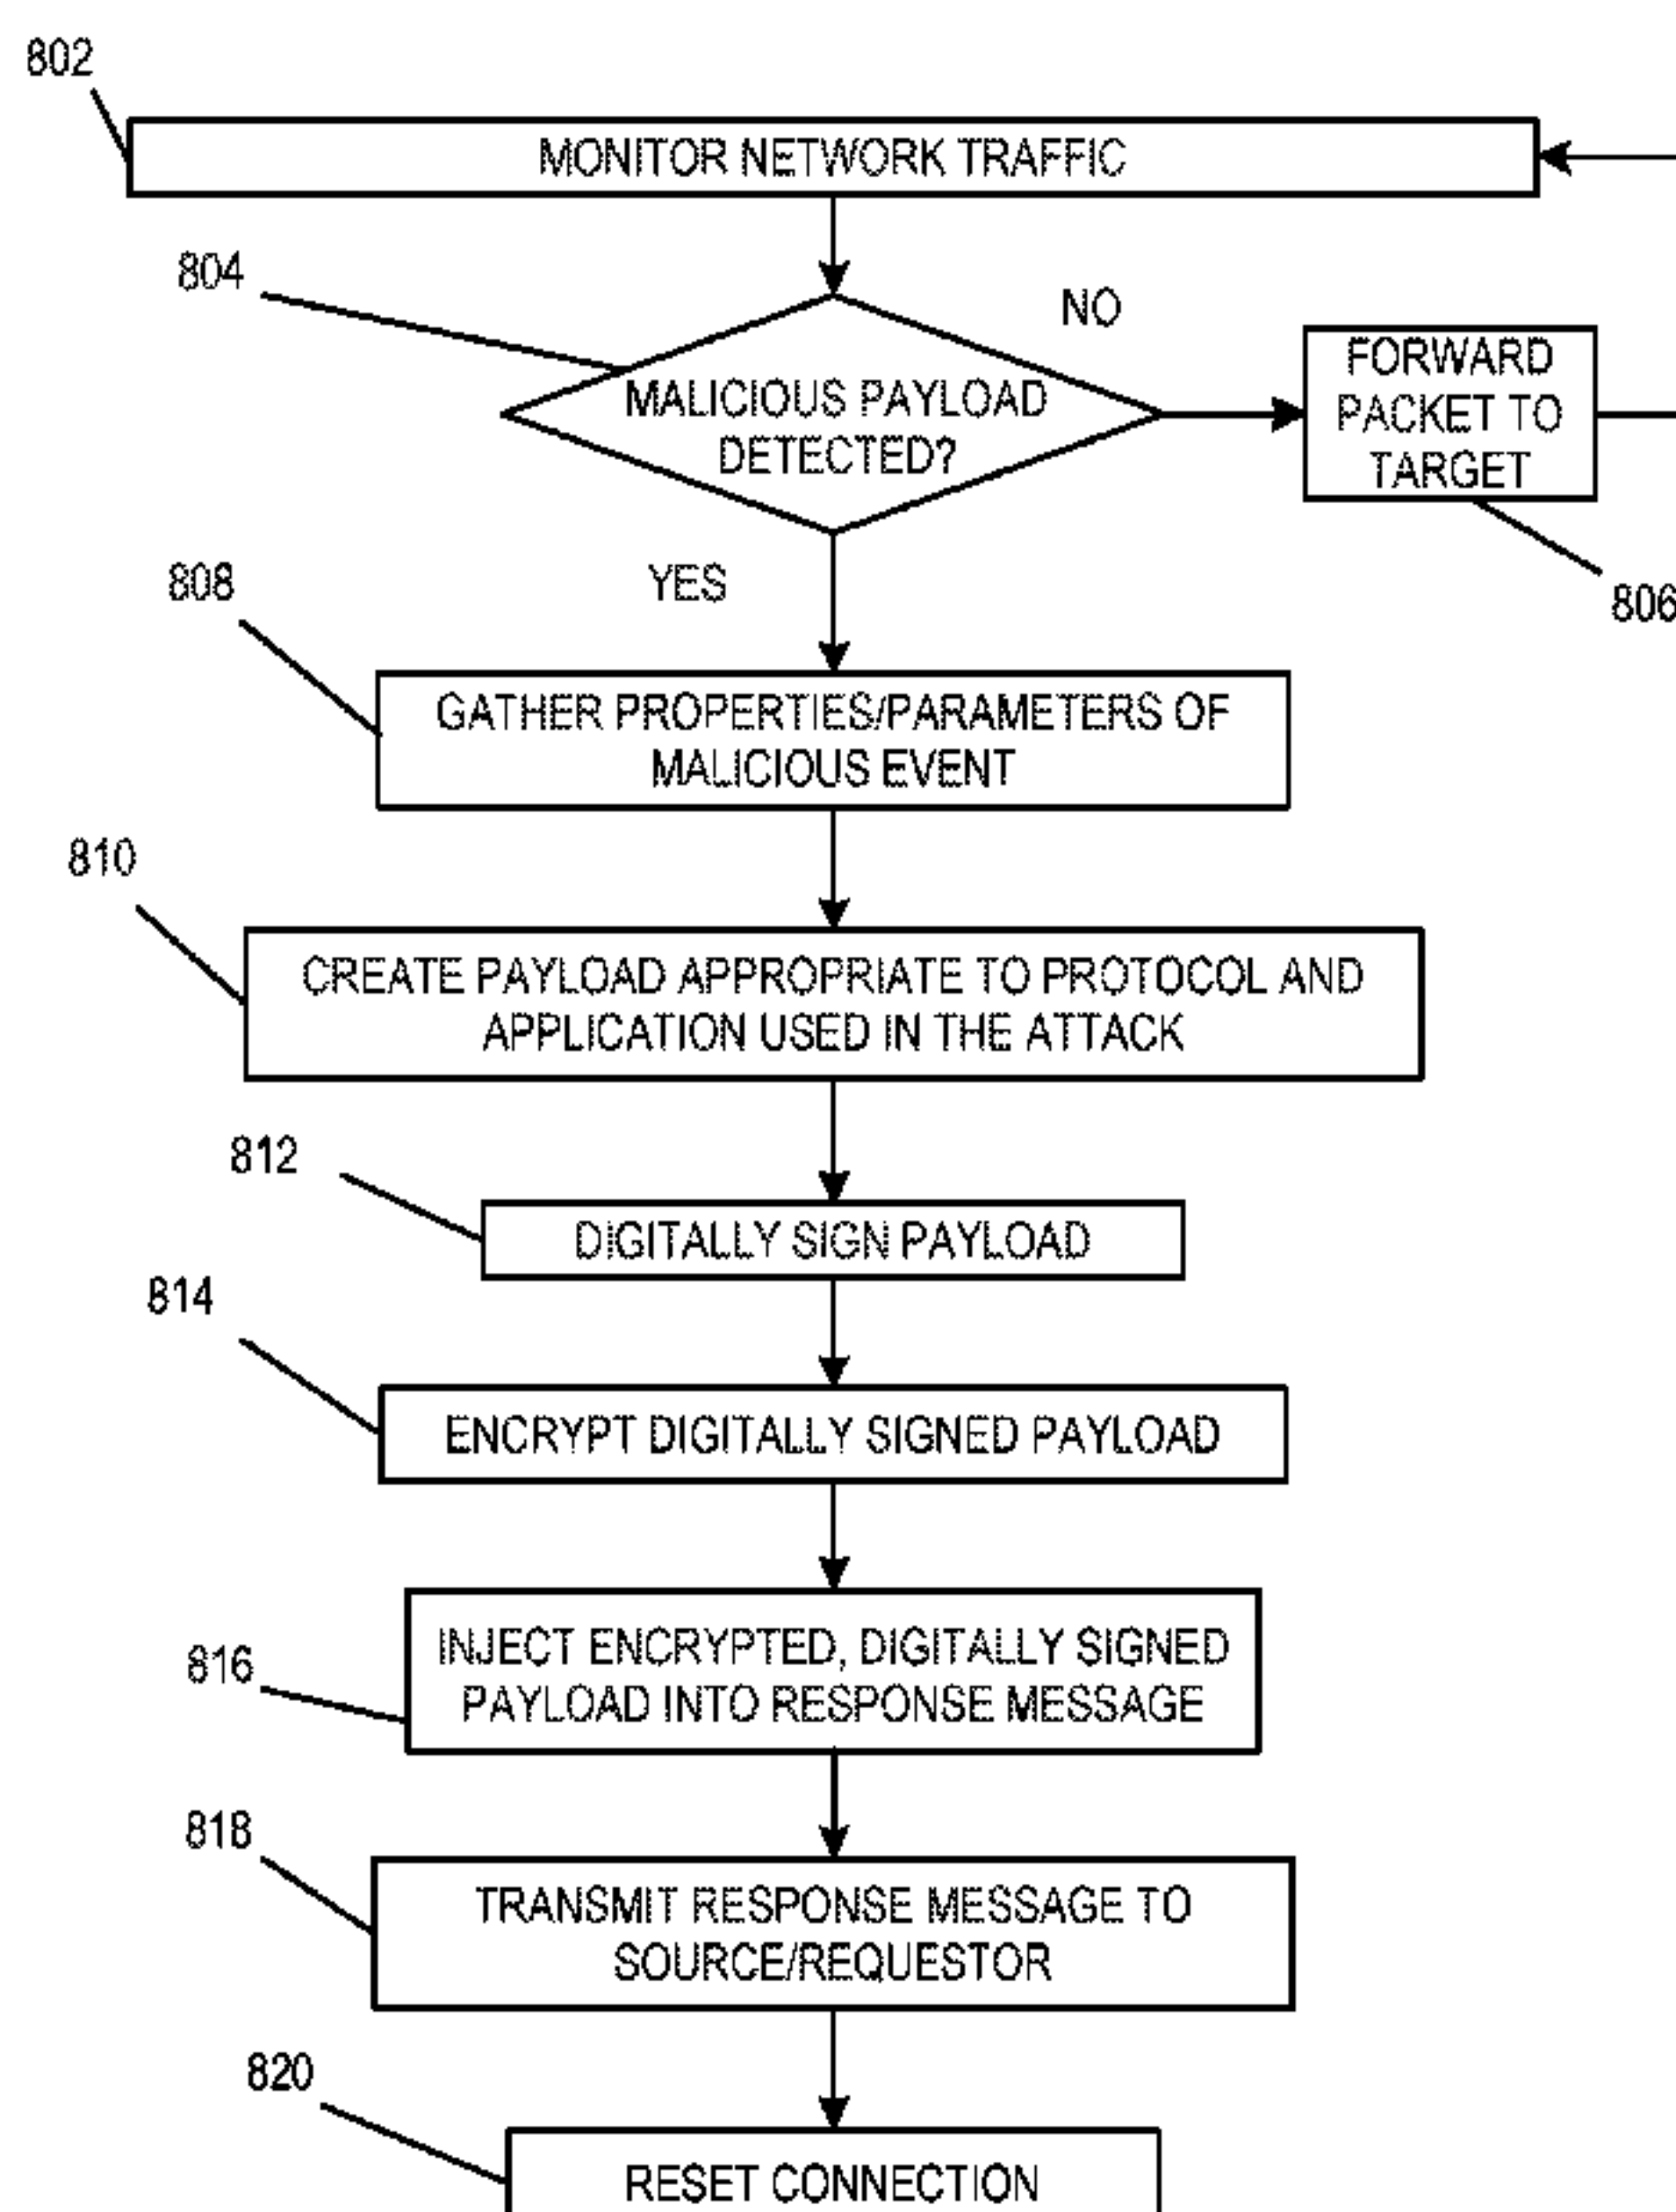 802
MONITOR NETWORK TRAFFIC
804
NO
MALICIOUS PAYLOAD
DETECTED?
FORWARD
PACKET TO
TARGET
806
YES
808
GATHER PROPERTIES/PARAMETERS OF
MALICIOUS EVENT
810
CREATE PAYLOAD APPROPRIATE TO PROTOCOL AND
APPLICATION USED IN THE ATTACK
812
DIGITALLY SIGN PAYLOAD
814
ENCRYPT DIGITALLY SIGNED PAYLOAD
816
INJECT ENCRYPTED, DIGITALLY SIGNED
PAYLOAD INTO RESPONSE MESSAGE
818
TRANSMIT RESPONSE MESSAGE TO
SOURCE/REQUESTOR
820
RESET CONNECTION